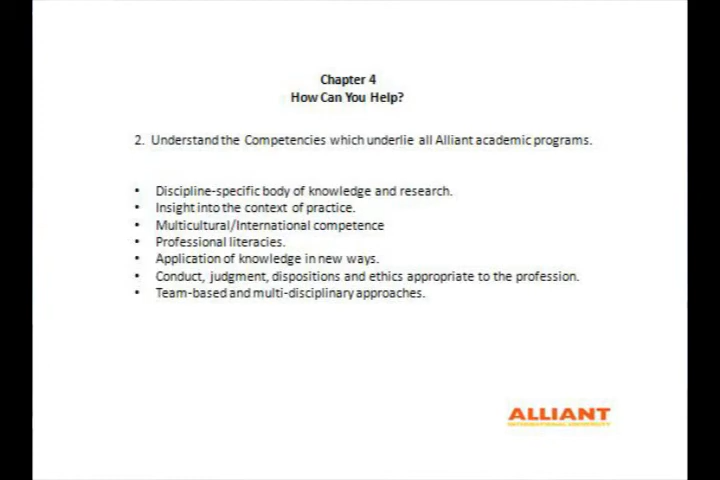 Chapter 4
How Can You Help?
2. Understand the Competencies which underlie all Alliant academic programs.
• Discipline-specific body of knowledge and research.
• Insight into the context of practice.
• Multicultural/International competence
• Professional literacies.
• Application of knowledge in new ways.
• Conduct, judgment, dispositions and ethics appropriate to the profession.
• Team-based and multi-disciplinary approaches.
ALLIANT
INTERNATIONAL UNIVERSITY